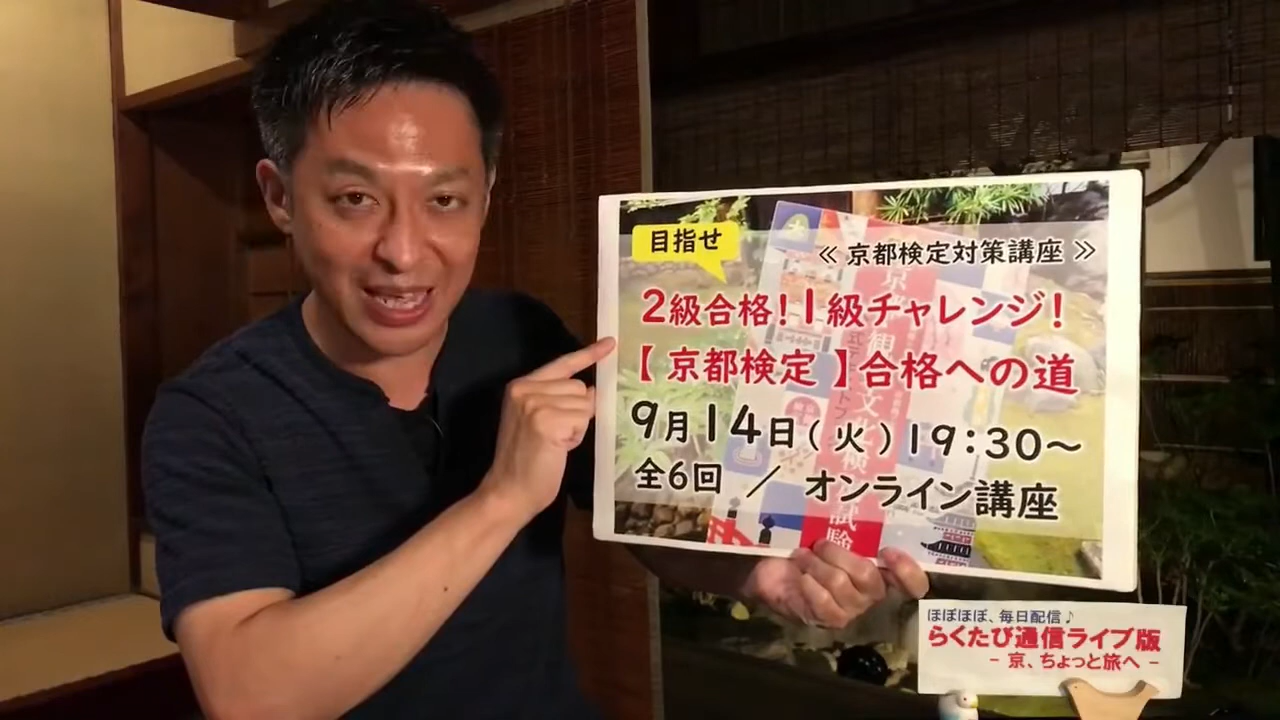 目指せ
≪ 京都検定対策講座 ≫
2級合格！1級チャレンジ！
【 京都検定 】合格への道
9月14日（火）19：30〜
全6回 ／ オンライン講座
試験
ほぼほぼ、毎日配信♪
らくたび通信ライブ版
- 京、ちょっと旅へ -